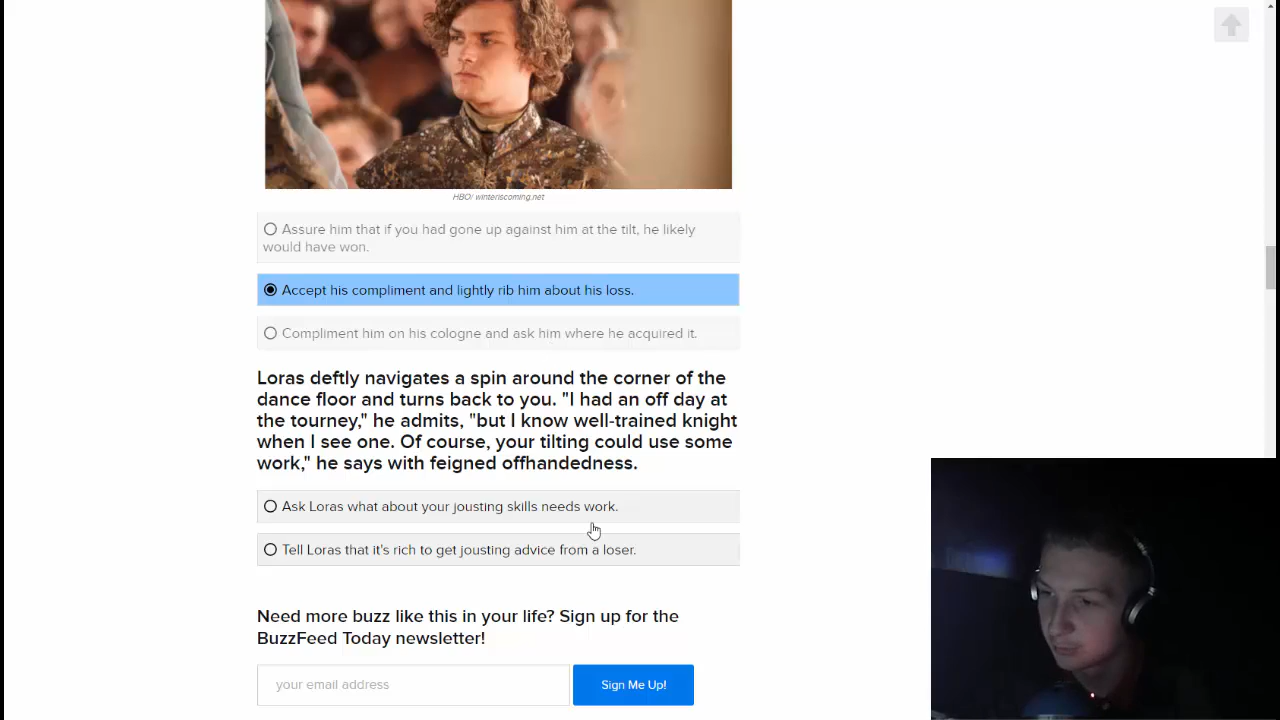 HBO/ winteriscoming.net
Assure him that if you had gone up against him at the tilt, he likely
would have won.
Accept his compliment and lightly rib him about his loss.
Compliment him on his cologne and ask him where he acquired it.
Loras deftly navigates a spin around the corner of the
dance floor and turns back to you. "I had an off day at
the tourney," he admits, "but I know well-trained knight
when I see one. Of course, your tilting could use some
work," he says with feigned offhandedness.
Ask Loras what about your jousting skills needs work.
Tell Loras that it's rich to get jousting advice from a loser.
Need more buzz like this in your life? Sign up for the
BuzzFeed Today newsletter!
your email address
Sign Me Up!